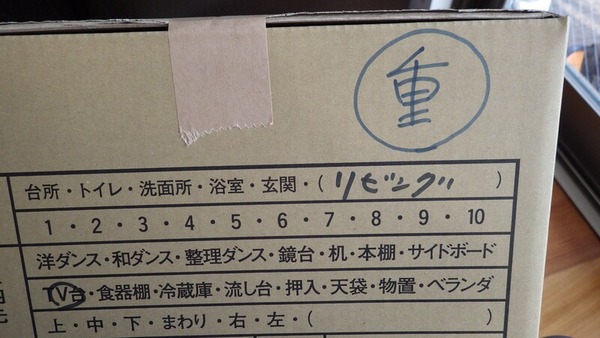 重
台所・トイレ・洗面所・浴室・玄関・(リビング)
1・2・3・4・5・6・7・8・9・10
洋ダンス・和ダンス・整理ダンス・鏡台・机・本棚・サイドボード
TV台・食器棚・冷蔵庫・流し台・押入・天袋・物置・ベランダ
上・中・下・まわり・右・左・( )